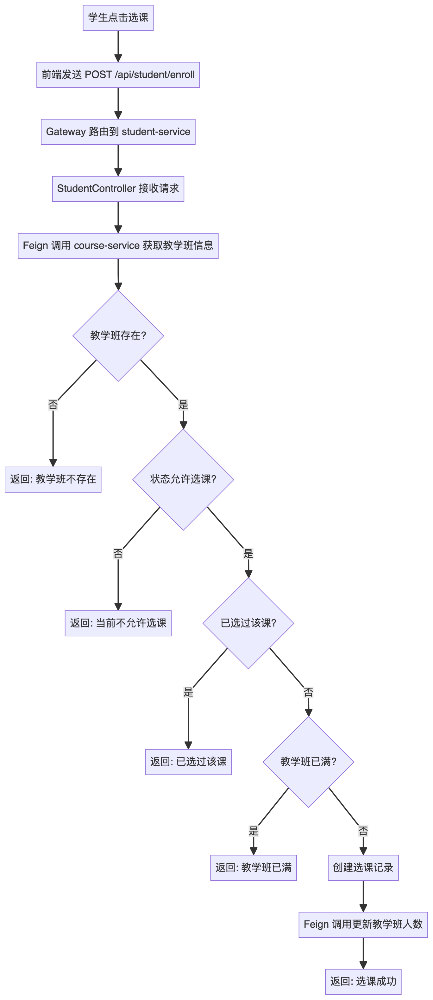 学生点击选课
前端发送 POST /api/student/enroll
Gateway 路由到 student-service
StudentController 接收请求
Feign 调用 course-service 获取教学班信息
教学班存在?
否
是
返回: 教学班不存在
状态允许选课?
否
是
返回: 当前不允许选课
已选过该课?
是
否
返回: 已选过该课
教学班已满?
是
否
返回: 教学班已满
创建选课记录
Feign 调用更新教学班人数
返回: 选课成功